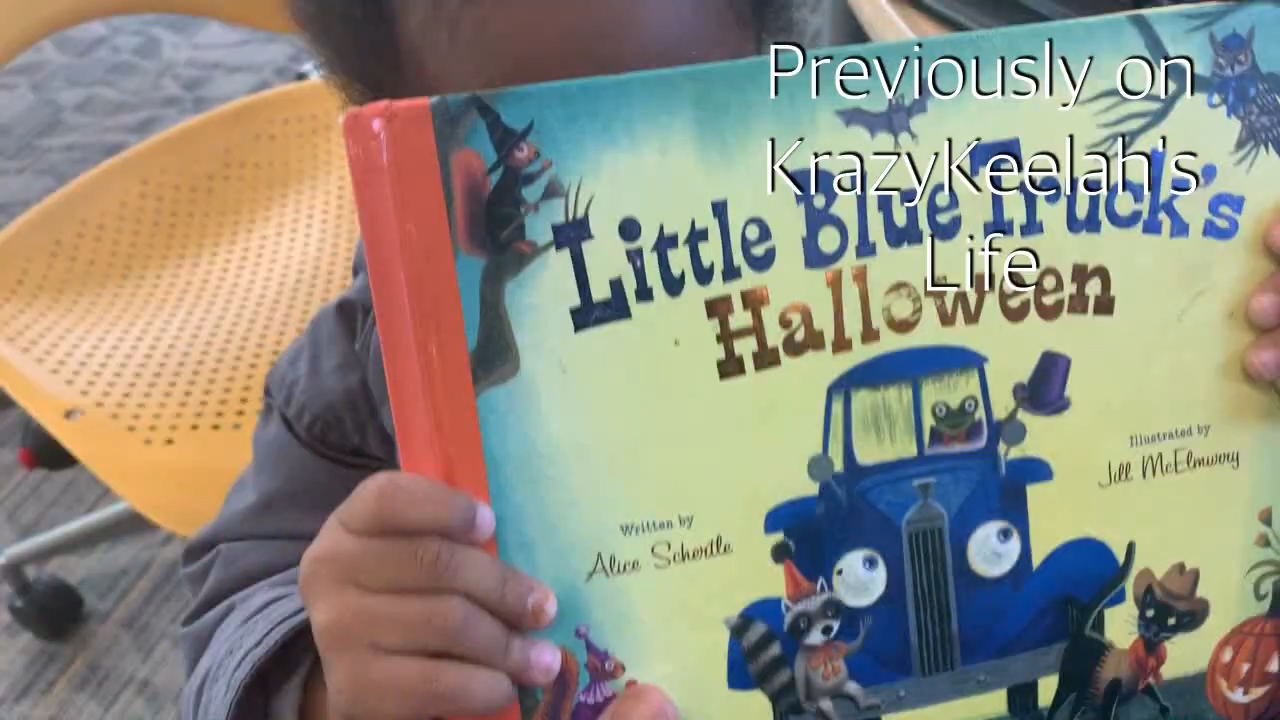 Previously on
KrazyKeelah's
Life
Little Blue Truck's
Halloween
Illustrated by
Jill McElmurry
Written by
Alice Schertle